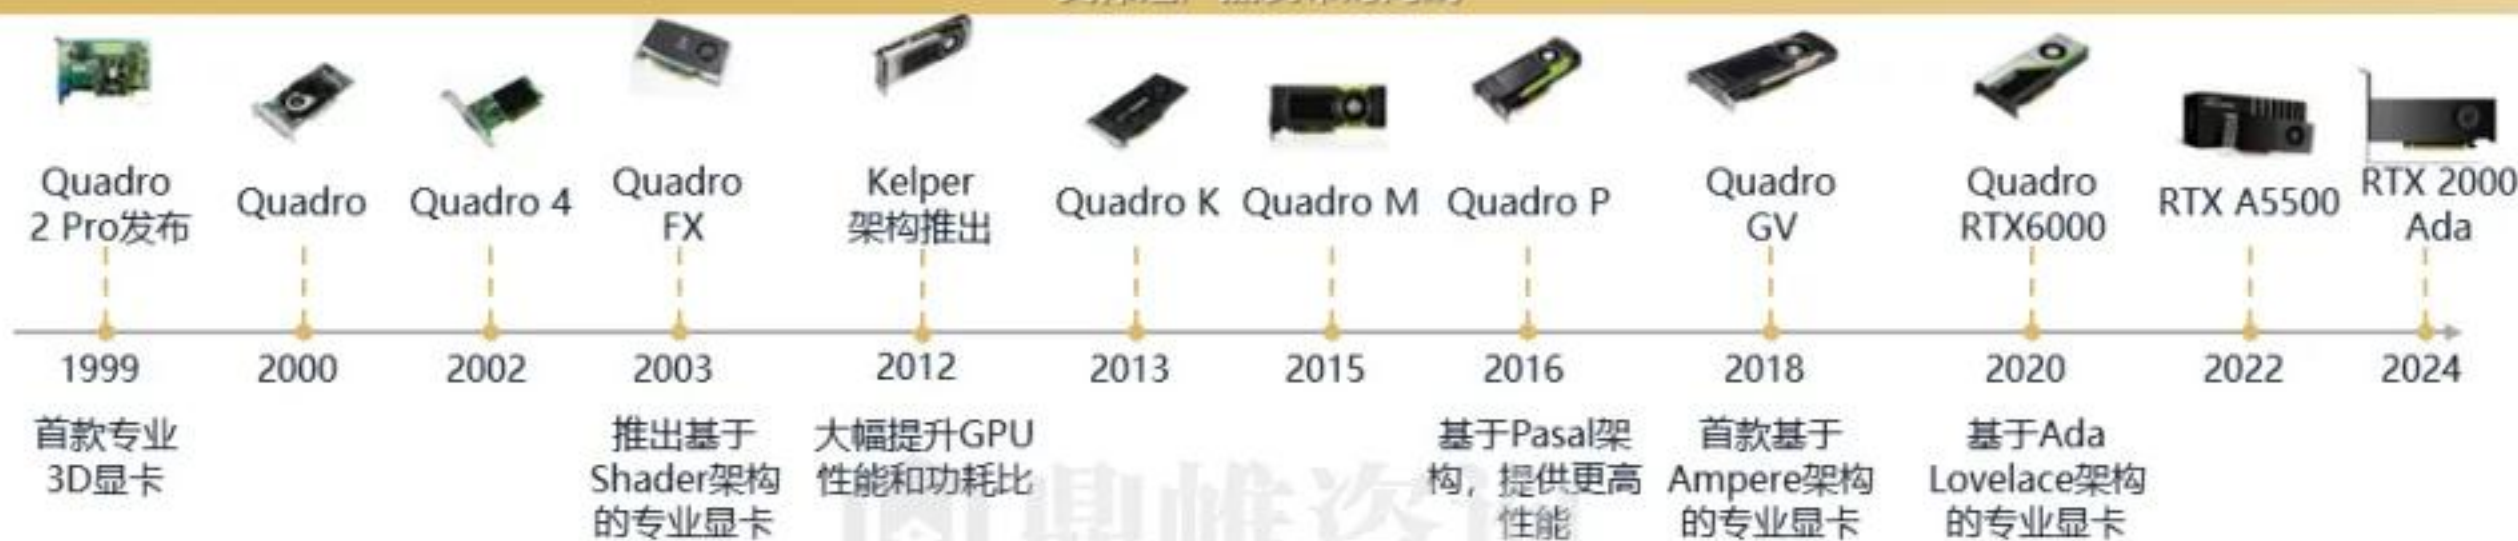 Quadro
2 Pro发布
Quadro
Quadro 4
Quadro
FX
Kelper
架构推出
Quadro K
Quadro M
Quadro P
Quadro
GV
Quadro
RTX6000
RTX A5500
RTX 2000
Ada
1999
2000
2002
2003
2012
2013
2015
2016
2018
2020
2022
2024
首款专业
3D显卡
推出基于
Shader架构
的专业显卡
大幅提升GPU
性能和功耗比
基于Pasal架
构，提供更高
性能
首款基于
Ampere架构
的专业显卡
基于Ada
Lovelace架构
的专业显卡